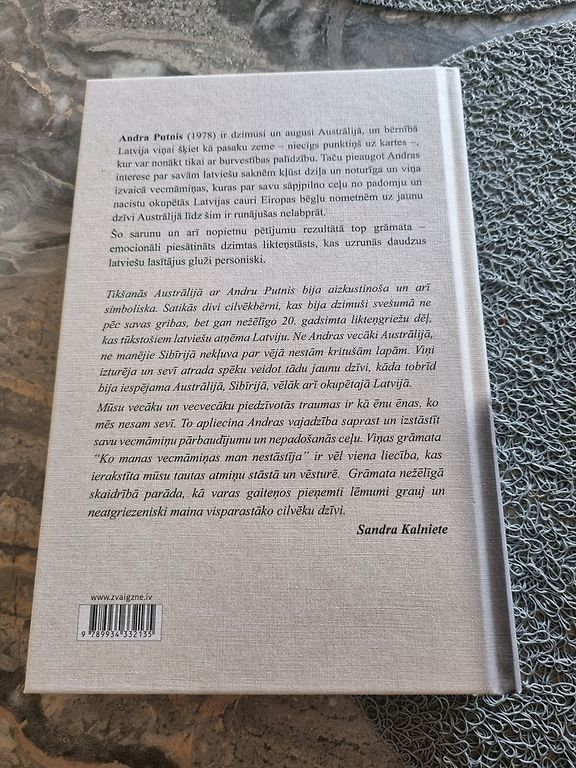 Andra Putnis (1978) ir dzimusi un augusi Austrālijā, un bērnībā
Latvija viņai šķiet kā pasaku zeme – niecīgs punktiņš uz kartes –,
kur var nonākt tikai ar burvestības palīdzību. Taču pieaugot Andras
interese par savām latviešu saknēm kļūst dziļa un noturīga un viņa
izvaicā vecmāmiņas, kuras par savu sāpjpilno ceļu no padomju un
nacistu okupētās Latvijas cauri Eiropas bēgļu nometnēm uz jaunu
dzīvi Austrālijā līdz šim ir runājušas nelabprāt.
Šo sarunu un arī nopietnu pētījumu rezultātā top grāmata –
emocionāli piesātināts dzimtas likteņstāsts, kas uzrunās daudzus
latviešu lasītājus gluži personiski.
Tikšanās Austrālijā ar Andru Putnis bija aizkustinoša un arī
simboliska. Satikās divi cilvēkbērni, kas bija dzimuši svešumā ne
pēc savas gribas, bet gan nežēlīgo 20. gadsimta likteņgriežu dēļ,
kas tūkstošiem latviešu atņēma Latviju. Ne Andras vecāki Austrālijā,
ne manējie Sibīrijā nekļuva par vējā nestām kritušām lapām. Viņi
izturēja un sevī atrada spēku veidot tādu jaunu dzīvi, kāda tobrīd
bija iespējama Austrālijā, Sibīrijā, vēlāk arī okupētajā Latvijā.
Mūsu vecāku un vecvecāku piedzīvotās traumas ir kā ēnu ēnas, ko
mēs nesam sevī. To apliecina Andras vajadzība saprast un izstāstīt
savu vecmāmiņu pārbaudījumu un nepadošanās ceļu. Viņas grāmata
"Ko manas vecmāmiņas man nestāstīja" ir vēl viena liecība, kas
ierakstīta mūsu tautas atmiņu stāstā un vēsturē. Grāmata nežēlīgā
skaidrībā parāda, kā varas gaiteņos pieņemti lēmumi grauj un
neatgriezeniski maina visparastāko cilvēku dzīvi.
Sandra Kalniete
www.zvaigzne.lv
9 789934 332135